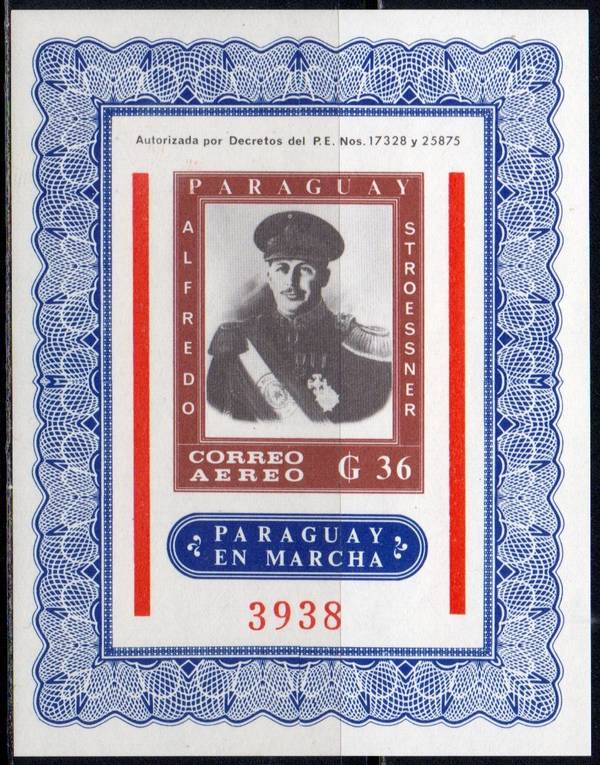 Autorizada por Decretos del P.E. Nos. 17328 y 25875
PARAGUAY
ALFREDO
STROESSNER
CORREO
AEREO
₲ 36
PARAGUAY
EN MARCHA
3938